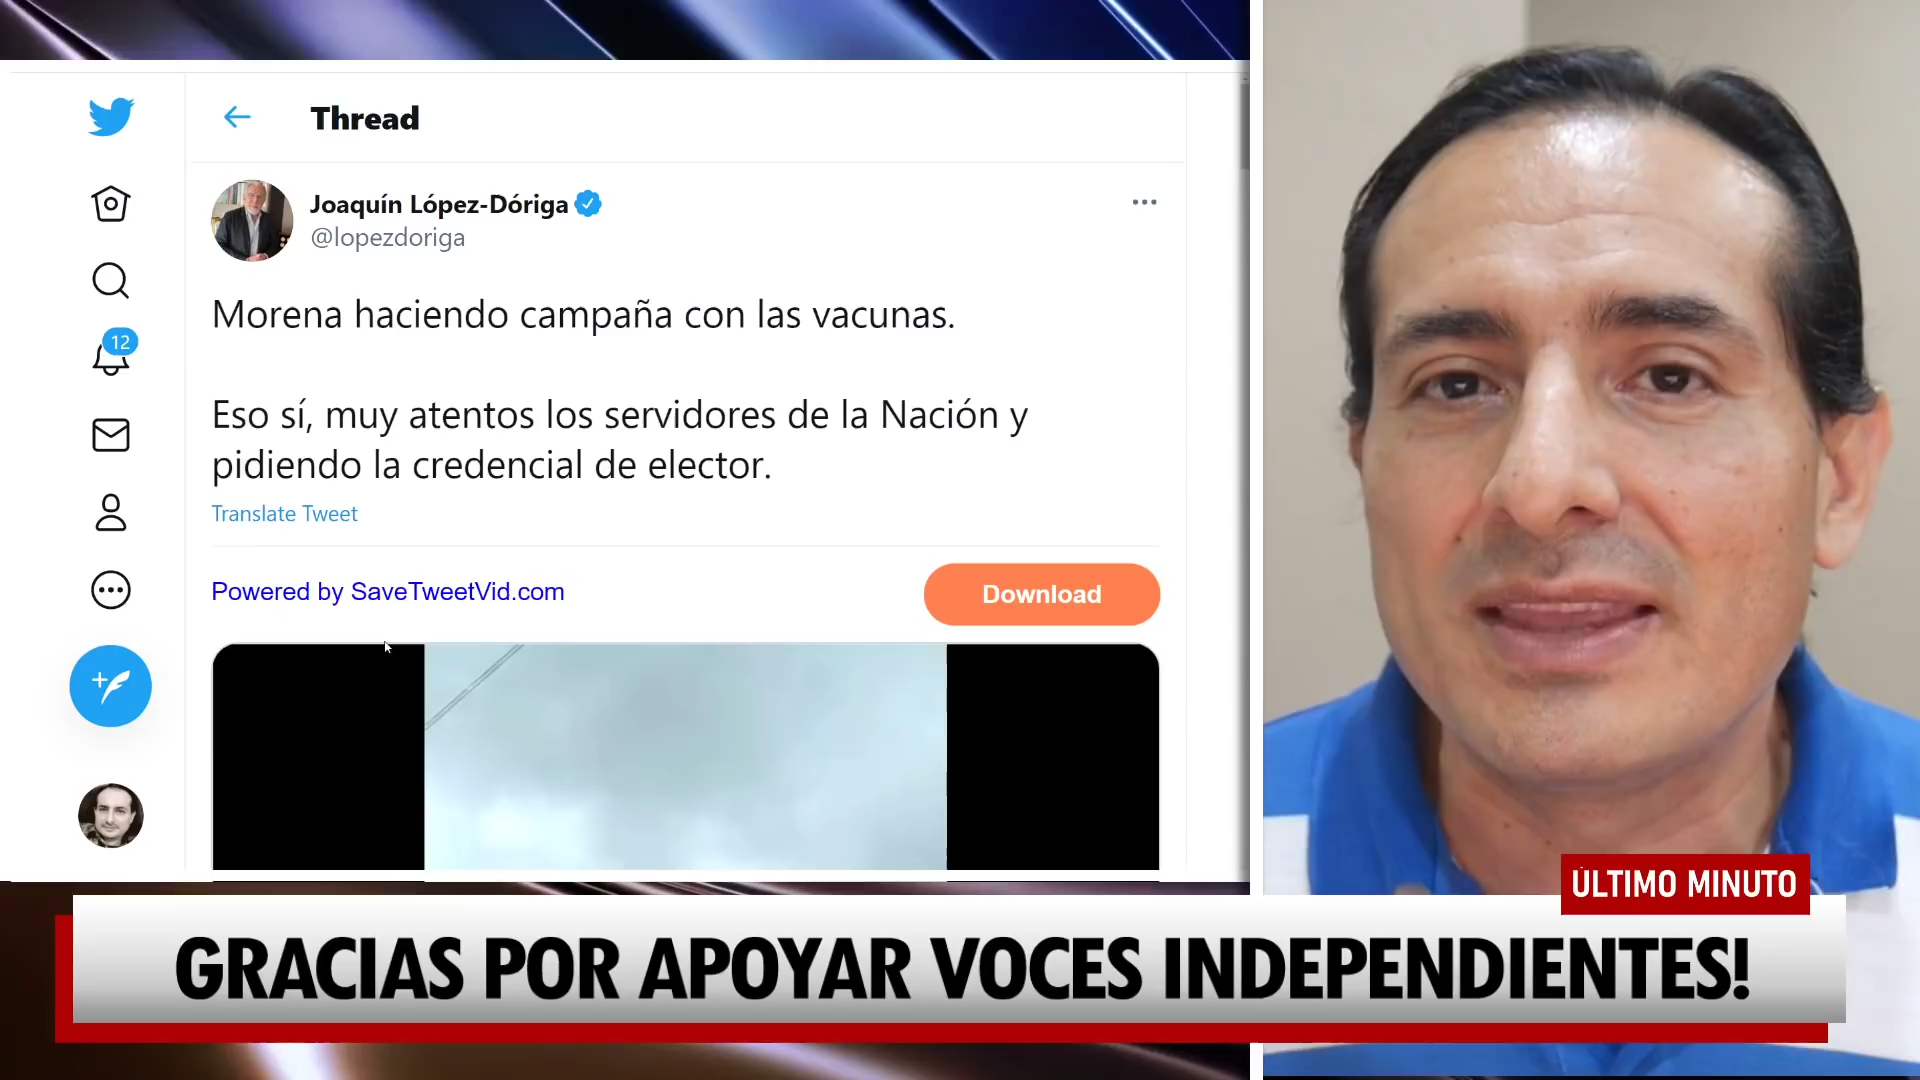 Thread
Joaquín López-Dóriga
@lopezdoriga
Morena haciendo campaña con las vacunas.
Eso sí, muy atentos los servidores de la Nación y
pidiendo la credencial de elector.
Translate Tweet
12
Powered by SaveTweetVid.com
Download
ÚLTIMO MINUTO
GRACIAS POR APOYAR VOCES INDEPENDIENTES!